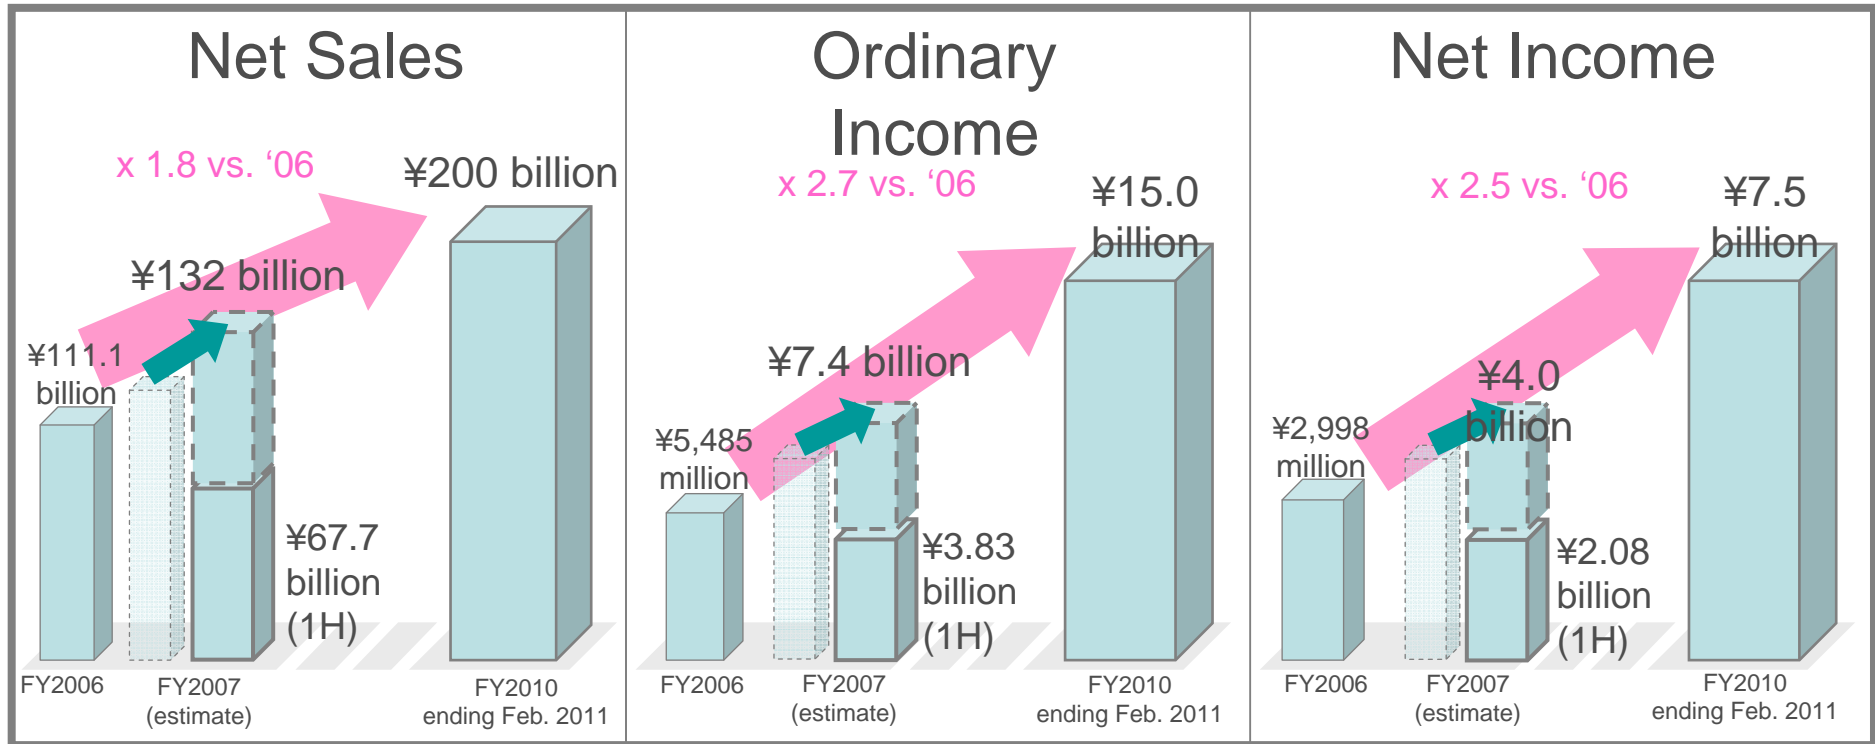 Net Sales
x 1.8 vs. ‘06
¥200 billion
¥132 billion
¥111.1
billion
¥67.7
billion
(1H)
FY2006
FY2007
(estimate)
FY2010
ending Feb. 2011
Ordinary
Income
x 2.7 vs. ‘06
¥15.0
billion
¥7.4 billion
¥5,485
million
¥3.83
billion
(1H)
FY2006
FY2007
(estimate)
FY2010
ending Feb. 2011
Net Income
x 2.5 vs. ‘06
¥7.5
billion
¥4.0
billion
¥2,998
million
¥2.08
billion
(1H)
FY2006
FY2007
(estimate)
FY2010
ending Feb. 2011